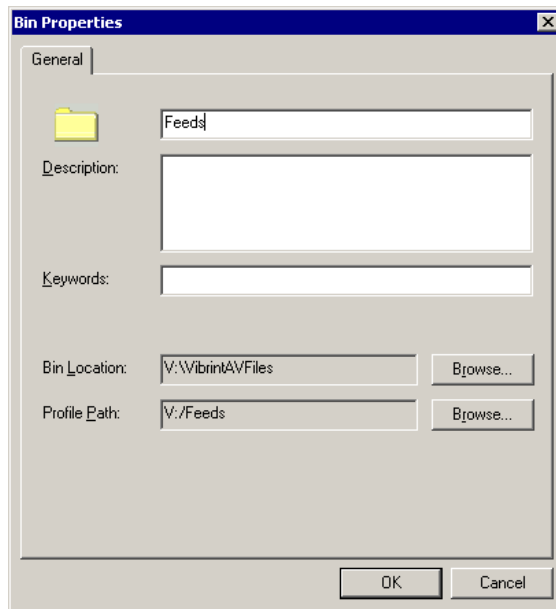 Bin Properties
General
Feeds
Description:
Keywords:
Bin Location: V:\VibrintAVFiles Browse...
Profile Path: V:/Feeds Browse...
OK Cancel